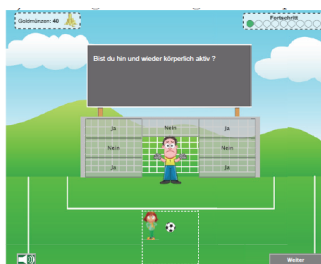 Goldmünzen: 40
Fortschritt
Bist du hin und wieder körperlich aktiv ?
Ja Nein Ja
Nein Nein
Ja Ja
Weiter